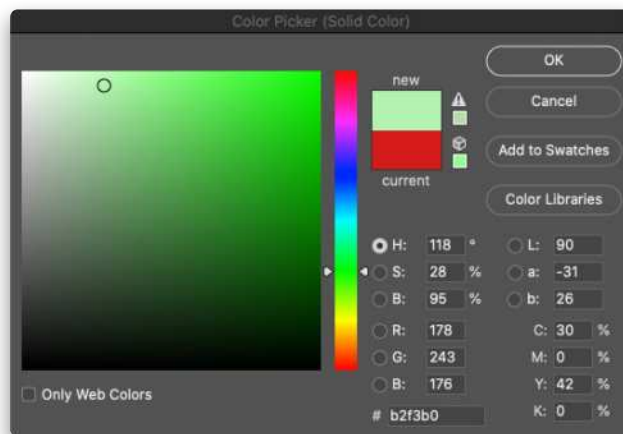 Color Picker (Solid Color)
new
current
OK
Cancel
Add to Swatches
Color Libraries
H: 118 °
S: 28 %
B: 95 %
R: 178
G: 243
B: 176
# b2f3b0
L: 90
a: -31
b: 26
C: 30 %
M: 0 %
Y: 42 %
K: 0 %
Only Web Colors